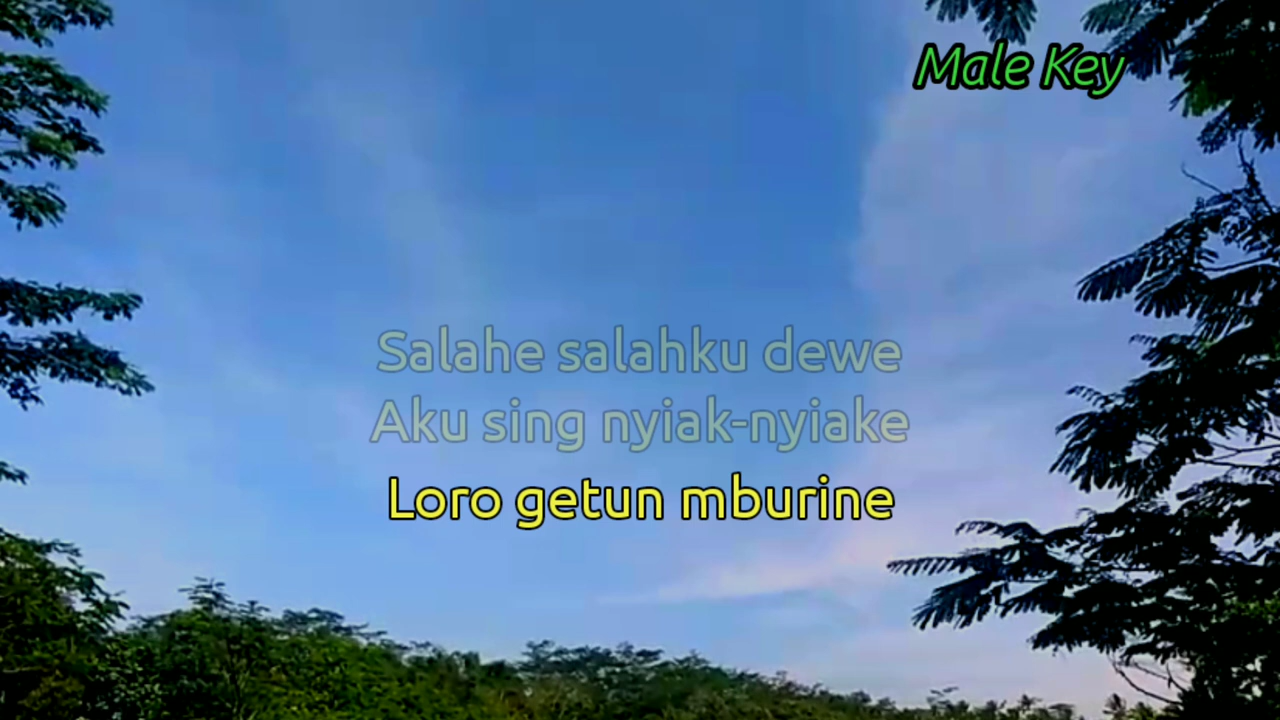 Male Key
Salahe salahku dewe
Aku sing nyiak-nyiake
Loro getun mburine